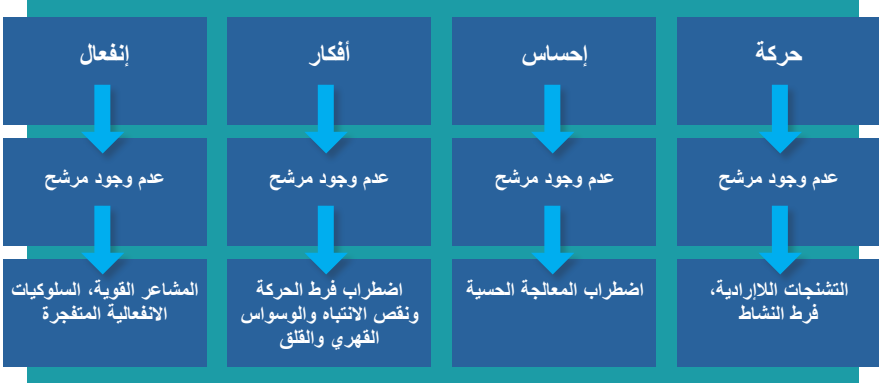 حركة
إحساس
أفكار
إنفعال
عدم وجود مرشح
عدم وجود مرشح
عدم وجود مرشح
عدم وجود مرشح
التشنجات اللاإرادية،
فرط النشاط
اضطراب المعالجة الحسية
اضطراب فرط الحركة
ونقص الانتباه والوسواس
القهري والقلق
المشاعر القوية، السلوكيات
الانفعالية المتفجرة